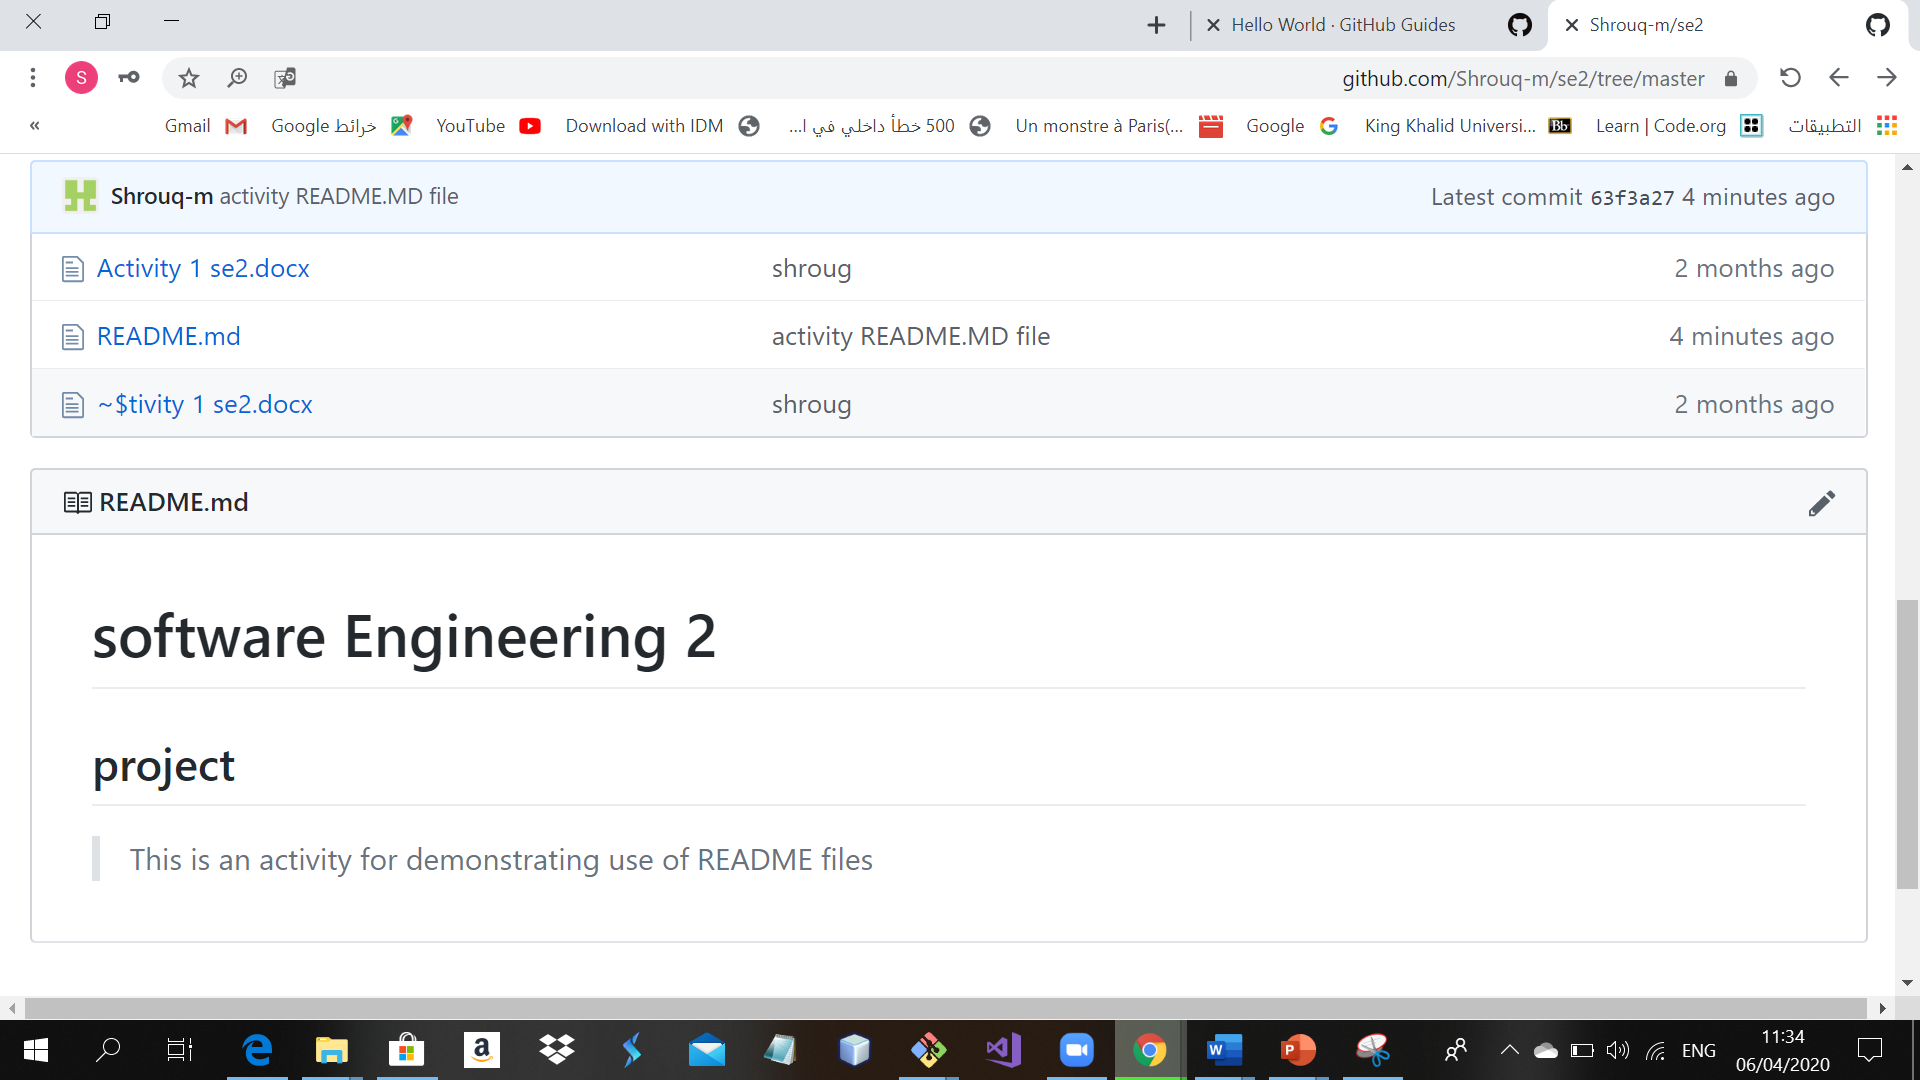 Hello World · GitHub Guides
Shrouq-m/se2
S
github.com/Shrouq-m/se2/tree/master
«
Gmail
خرائط Google
YouTube
Download with IDM
500 خطأ داخلي في ا...
Un monstre à Paris(...
Google
King Khalid Universi...
Bb
Learn | Code.org
التطبيقات
Shrouq-m activity README.MD file
Latest commit 63f3a27 4 minutes ago
Activity 1 se2.docx shroug 2 months ago
README.md activity README.MD file 4 minutes ago
~$tivity 1 se2.docx shroug 2 months ago
README.md
software Engineering 2
project
This is an activity for demonstrating use of README files
ENG
11:34
06/04/2020